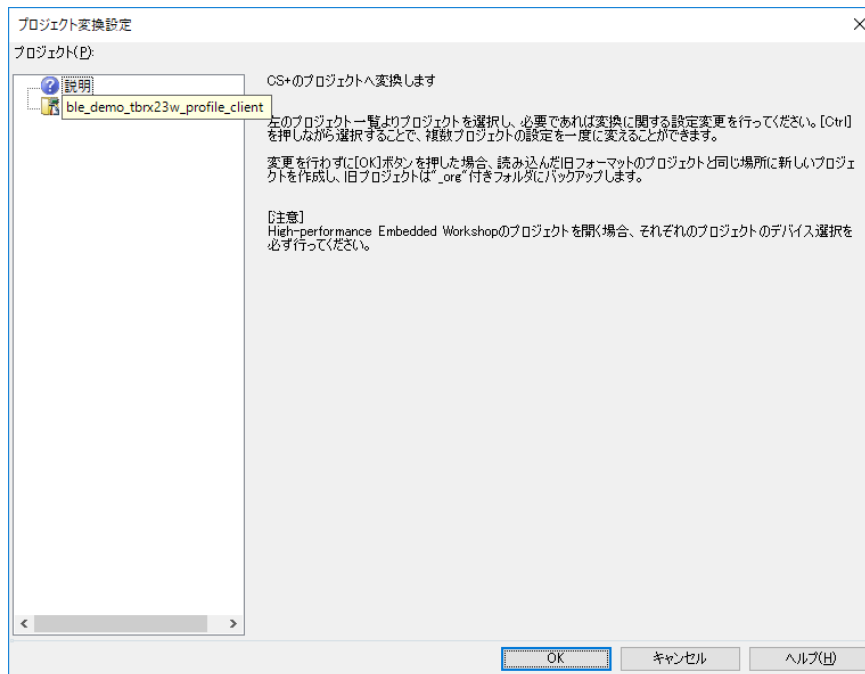 プロジェクト変換設定
プロジェクト(P):
説明
ble_demo_tbrx23w_profile_client
CS+のプロジェクトへ変換します
左のプロジェクト一覧よりプロジェクトを選択し、必要であれば変換に関する設定変更を行ってください。[Ctrl]
を押しながら選択することで、複数プロジェクトの設定を一度に変えることができます。
変更を行わずに[OK]ボタンを押した場合、読み込んだ旧フォーマットのプロジェクトと同じ場所に新しいプロジェ
クトを作成し、旧プロジェクトは"_org"付きフォルダにバックアップします。
[注意]
High-performance Embedded Workshopのプロジェクトを開く場合、それぞれのプロジェクトのデバイス選択を
必ず行ってください。
OK
キャンセル
ヘルプ(H)